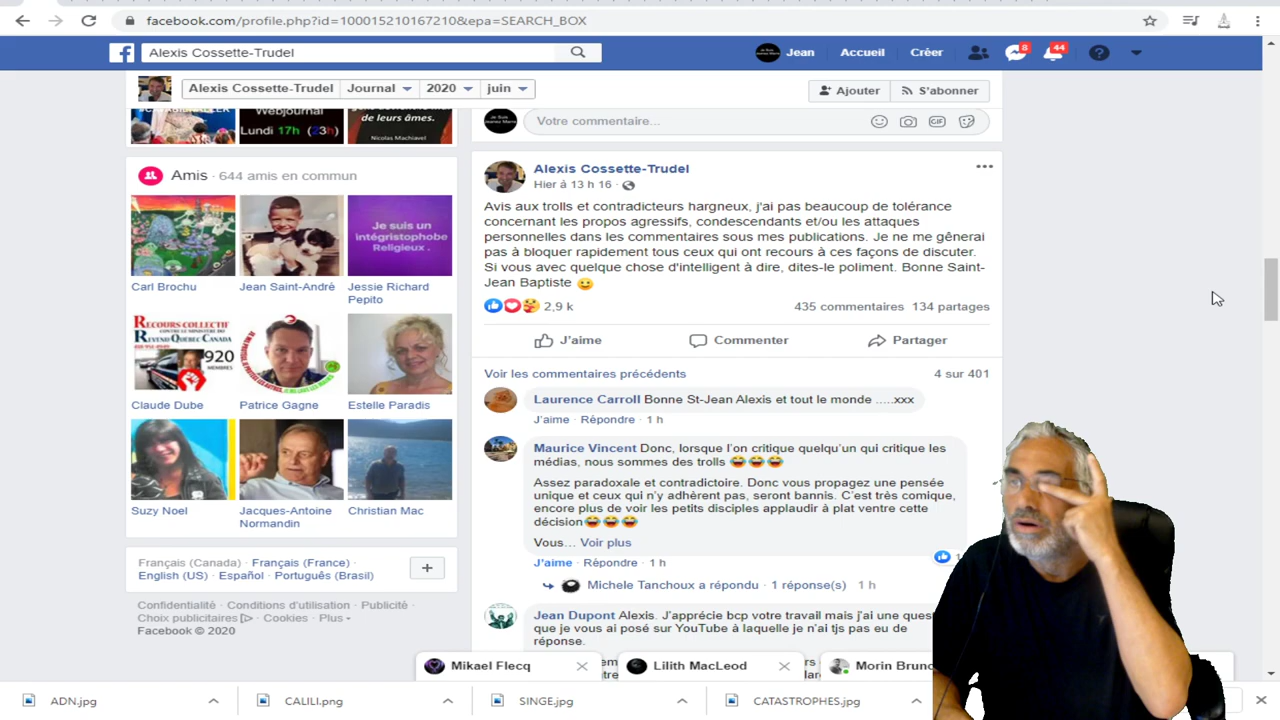 facebook.com/profile.php?id=100015210167210&epa=SEARCH_BOX
Alexis Cossette-Trudel
Jean
Accueil
Créer
8
44
Alexis Cossette-Trudel
Journal
2020
juin
Ajouter
S'abonner
Webjournal
Lundi 17h (23h)
de leurs âmes.
Nicolas Machiavel
Votre commentaire...
GIF
Amis · 644 amis en commun
Je suis un
intégristophobe
Religieux .
Carl Brochu
Jean Saint-André
Jessie Richard
Pepito
RECOURS COLLECTIF
920
Claude Dube
Patrice Gagne
Estelle Paradis
Suzy Noel
Jacques-Antoine
Normandin
Christian Mac
Français (Canada) · Français (France) ·
English (US) · Español · Português (Brasil)
Confidentialité · Conditions d'utilisation · Publicité ·
Choix publicitaires · Cookies · Plus
Facebook © 2020
Alexis Cossette-Trudel
Hier à 13 h 16 ·
Avis aux trolls et contradicteurs hargneux, j'ai pas beaucoup de tolérance
concernant les propos agressifs, condescendants et/ou les attaques
personnelles dans les commentaires sous mes publications. Je ne me gênerai
pas à bloquer rapidement tous ceux qui ont recours à ces façons de discuter.
Si vous avec quelque chose d'intelligent à dire, dites-le poliment. Bonne Saint-
Jean Baptiste 😉
2,9 k
435 commentaires 134 partages
J'aime
Commenter
Partager
Voir les commentaires précédents
4 sur 401
Laurence Carroll Bonne St-Jean Alexis et tout le monde .....xxx
J'aime · Répondre · 1 h
Maurice Vincent Donc, lorsque l'on critique quelqu'un qui critique les
médias, nous sommes des trolls 😂😂😂
Assez paradoxale et contradictoire. Donc vous propagez une pensée
unique et ceux qui n'y adhèrent pas, seront bannis. C'est très comique,
encore plus de voir les petits disciples applaudir à plat ventre cette
décision😂😂😂
Vous... Voir plus
J'aime · Répondre · 1 h
Michele Tanchoux a répondu · 1 réponse(s) 1 h
Jean Dupont Alexis. J'apprécie bcp votre travail mais j'ai une ques
que je vous ai posé sur YouTube à laquelle je n'ai tjs pas eu de
réponse.
Mikael Flecq
Lilith MacLeod
Morin Brun
ADN.jpg
CALILI.png
SINGE.jpg
CATASTROPHES.jpg